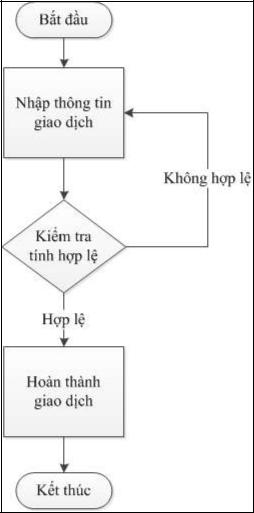 Bắt đầu
Nhập thông tin
giao dịch
Không hợp lệ
Kiểm tra
tính hợp lệ
Hợp lệ
Hoàn thành
giao dịch
Kết thúc